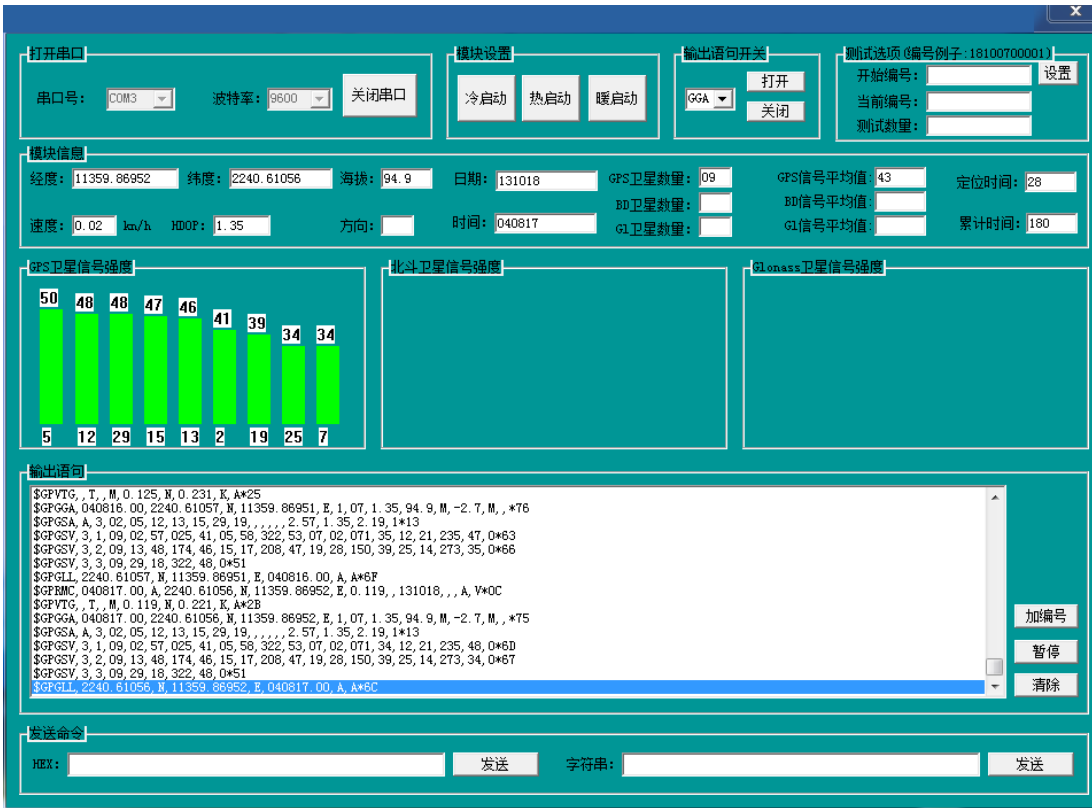 x
打开串口
串口号： COM3 波特率： 9600 关闭串口
模块设置
冷启动 热启动 暖启动
输出语句开关
GGA 打开
关闭
测试选项(编号例子:18100700001)
开始编号： 设置
当前编号：
测试数量：
模块信息
经度： 11359.86952 纬度： 2240.61056 海拔： 94.9 日期： 131018 GPS卫星数量： 09 GPS信号平均值: 43 定位时间： 28
BD卫星数量： BD信号平均值:
速度： 0.02 km/h HDOP： 1.35 方向： 时间： 040817 Gl卫星数量： Gl信号平均值: 累计时间： 180
GPS卫星信号强度
50 48 48 47 46 41 39 34 34
5 12 29 15 13 2 19 25 7
北斗卫星信号强度
Glonass卫星信号强度
输出语句
$GPVTG,,T,,M,0.125,N,0.231,K,A*25
$GPGGA,040816.00,2240.61057,N,11359.86951,E,1,07,1.35,94.9,M,-2.7,M,,*76
$GPGSA,A,3,02,05,12,13,15,29,19,,,,,,2.57,1.35,2.19,1*13
$GPGSV,3,1,09,02,57,025,41,05,58,322,53,07,02,071,35,12,21,235,47,0*63
$GPGSV,3,2,09,13,48,174,46,15,17,208,47,19,28,150,39,25,14,273,35,0*66
$GPGSV,3,3,09,29,18,322,48,0*51
$GPGLL,2240.61057,N,11359.86951,E,040816.00,A,A*6F
$GPRMC,040817.00,A,2240.61056,N,11359.86952,E,0.119,,131018,,,A,V*0C
$GPVTG,,T,,M,0.119,N,0.221,K,A*2B
$GPGGA,040817.00,2240.61056,N,11359.86952,E,1,07,1.35,94.9,M,-2.7,M,,*75
$GPGSA,A,3,02,05,12,13,15,29,19,,,,,,2.57,1.35,2.19,1*13
$GPGSV,3,1,09,02,57,025,41,05,58,322,53,07,02,071,34,12,21,235,48,0*6D
$GPGSV,3,2,09,13,48,174,46,15,17,208,47,19,28,150,39,25,14,273,34,0*67
$GPGSV,3,3,09,29,18,322,48,0*51
$GPGLL,2240.61056,N,11359.86952,E,040817.00,A,A*6C
加编号
暂停
清除
发送命令
HEX： 发送 字符串： 发送